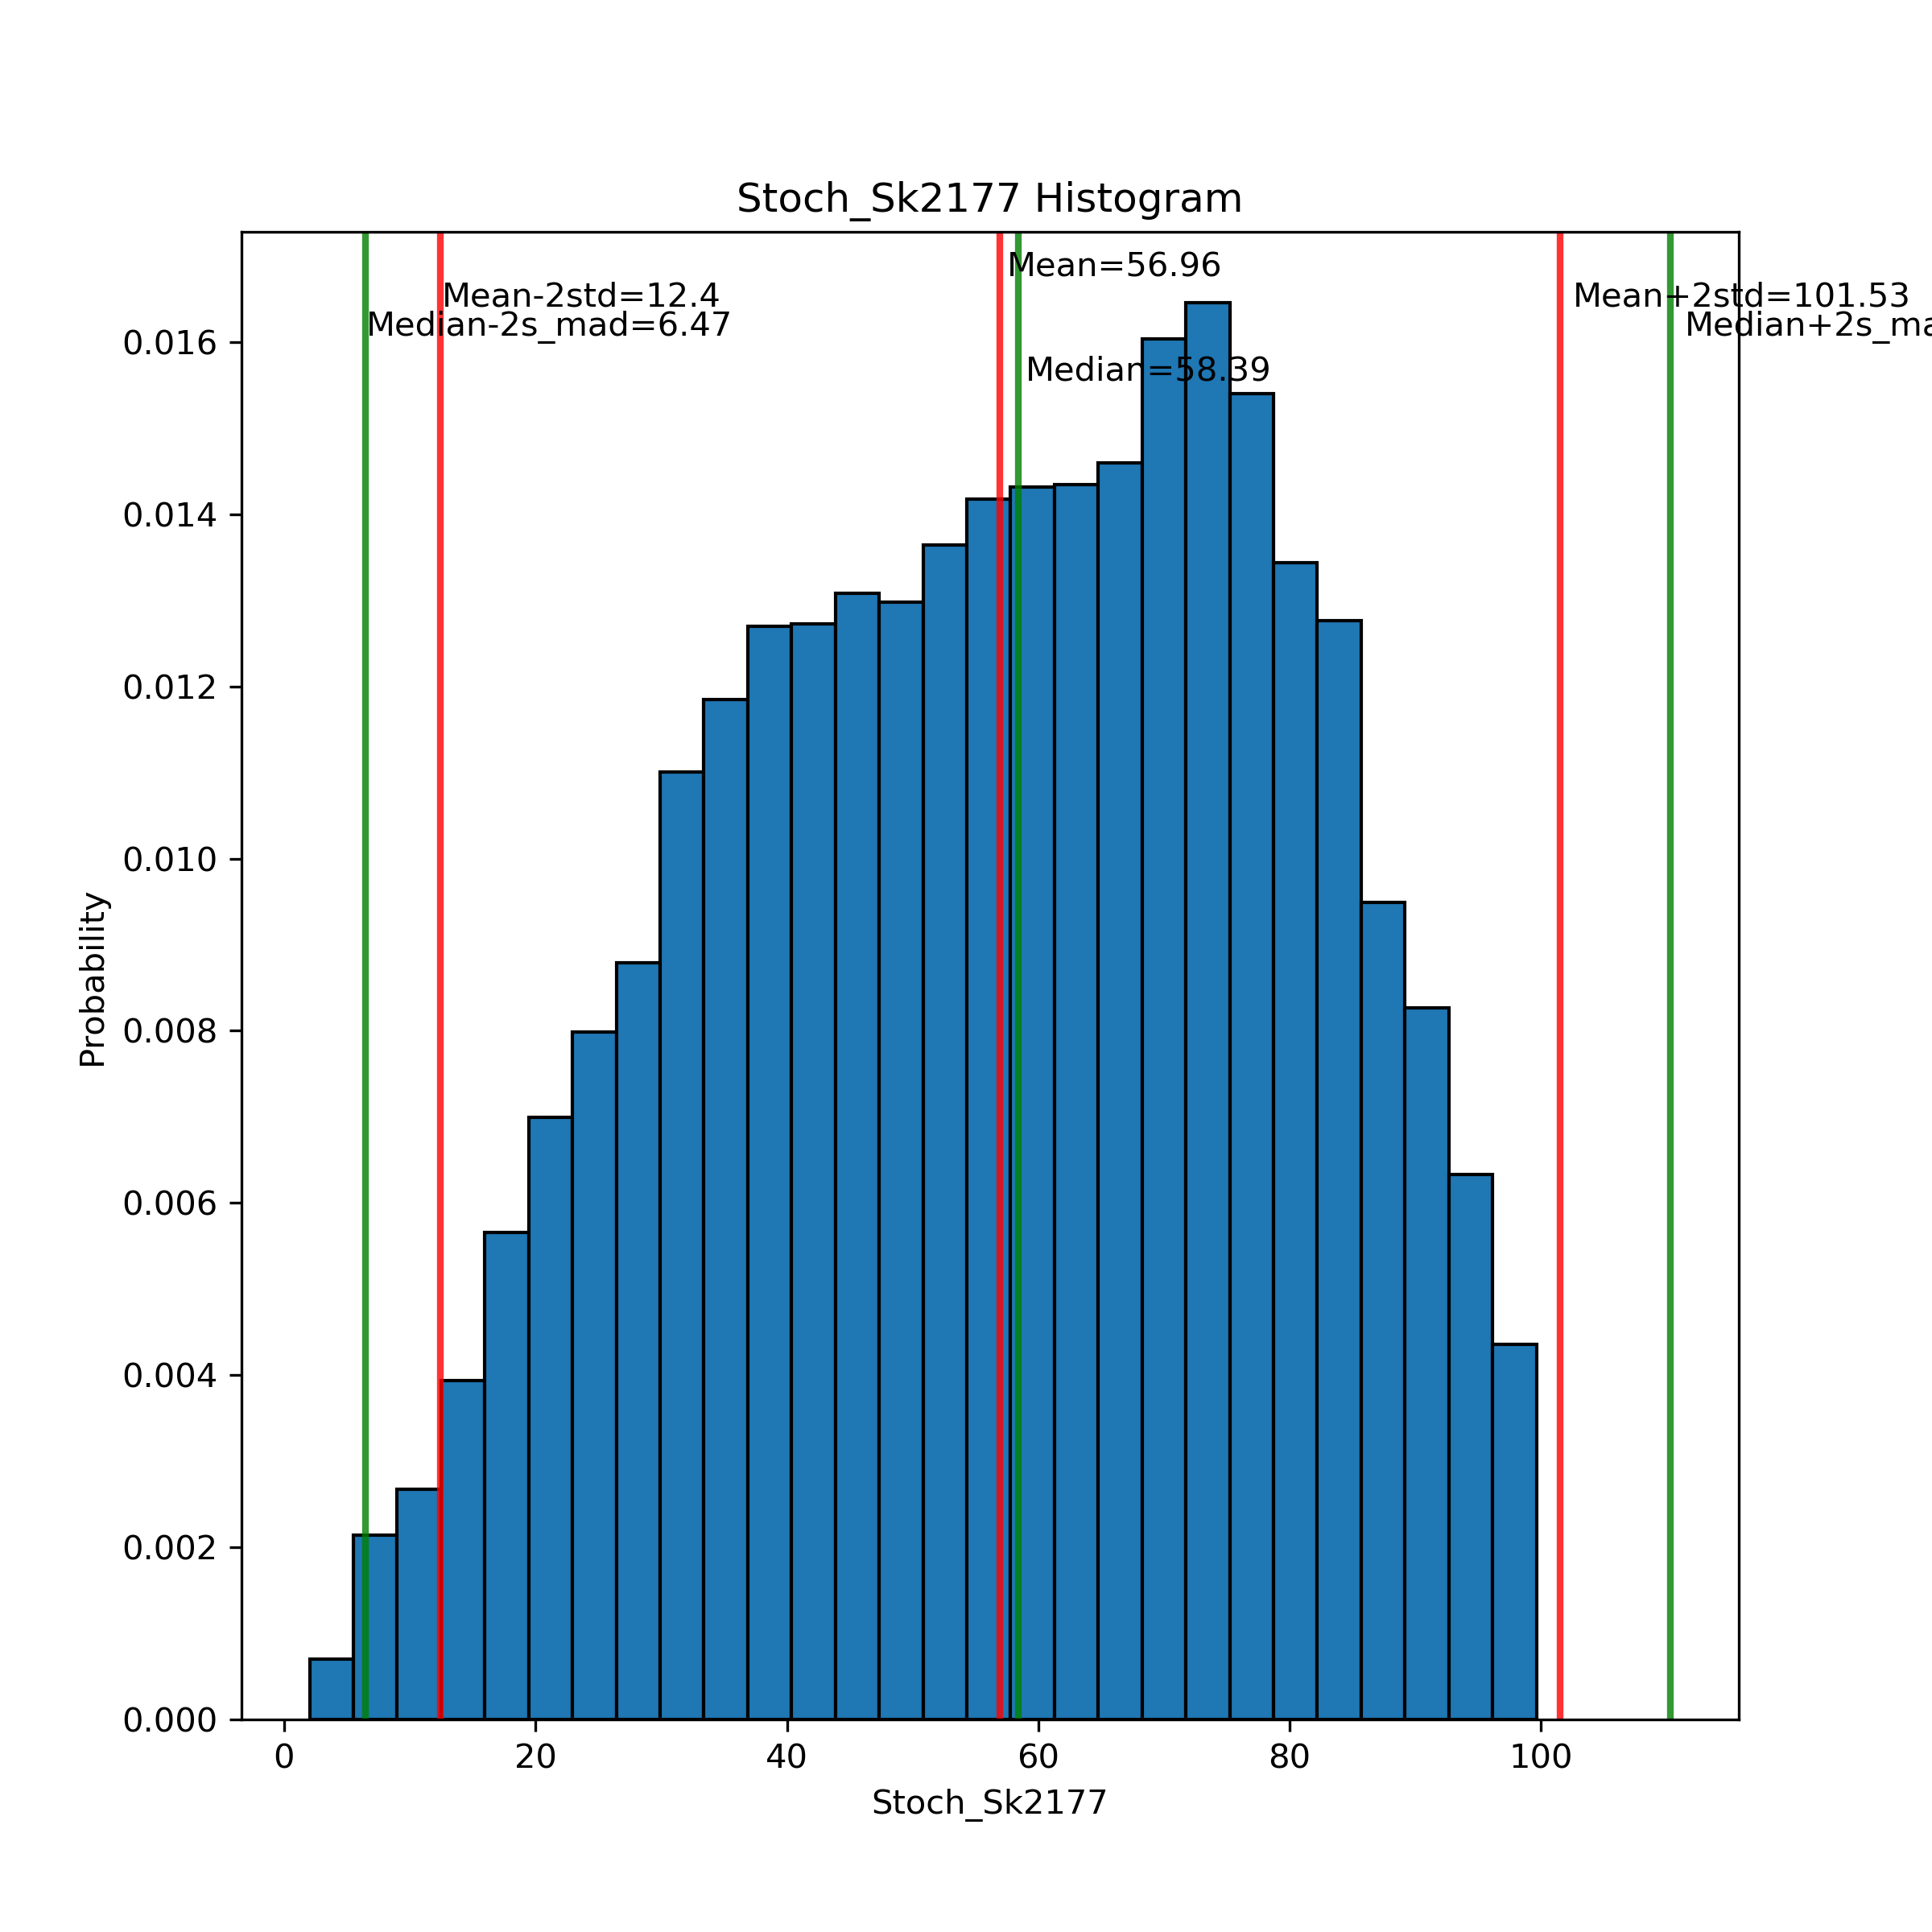 Stoch_Sk2177 Histogram
Mean=56.96
Mean-2std=12.4
Mean+2std=101.53
Median-2s_mad=6.47
Median+2s_ma
Median=58.39
0.016
0.014
0.012
0.010
0.008
0.006
0.004
0.002
0.000
Probability
0 20 40 60 80 100
Stoch_Sk2177